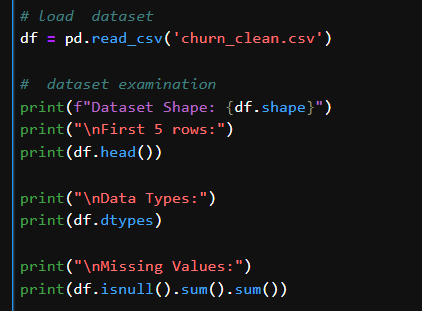 # load  dataset
df = pd.read_csv('churn_clean.csv')
#  dataset examination
print(f"Dataset Shape: {df.shape}")
print("\nFirst 5 rows:")
print(df.head())
print("\nData Types:")
print(df.dtypes)
print("\nMissing Values:")
print(df.isnull().sum().sum())